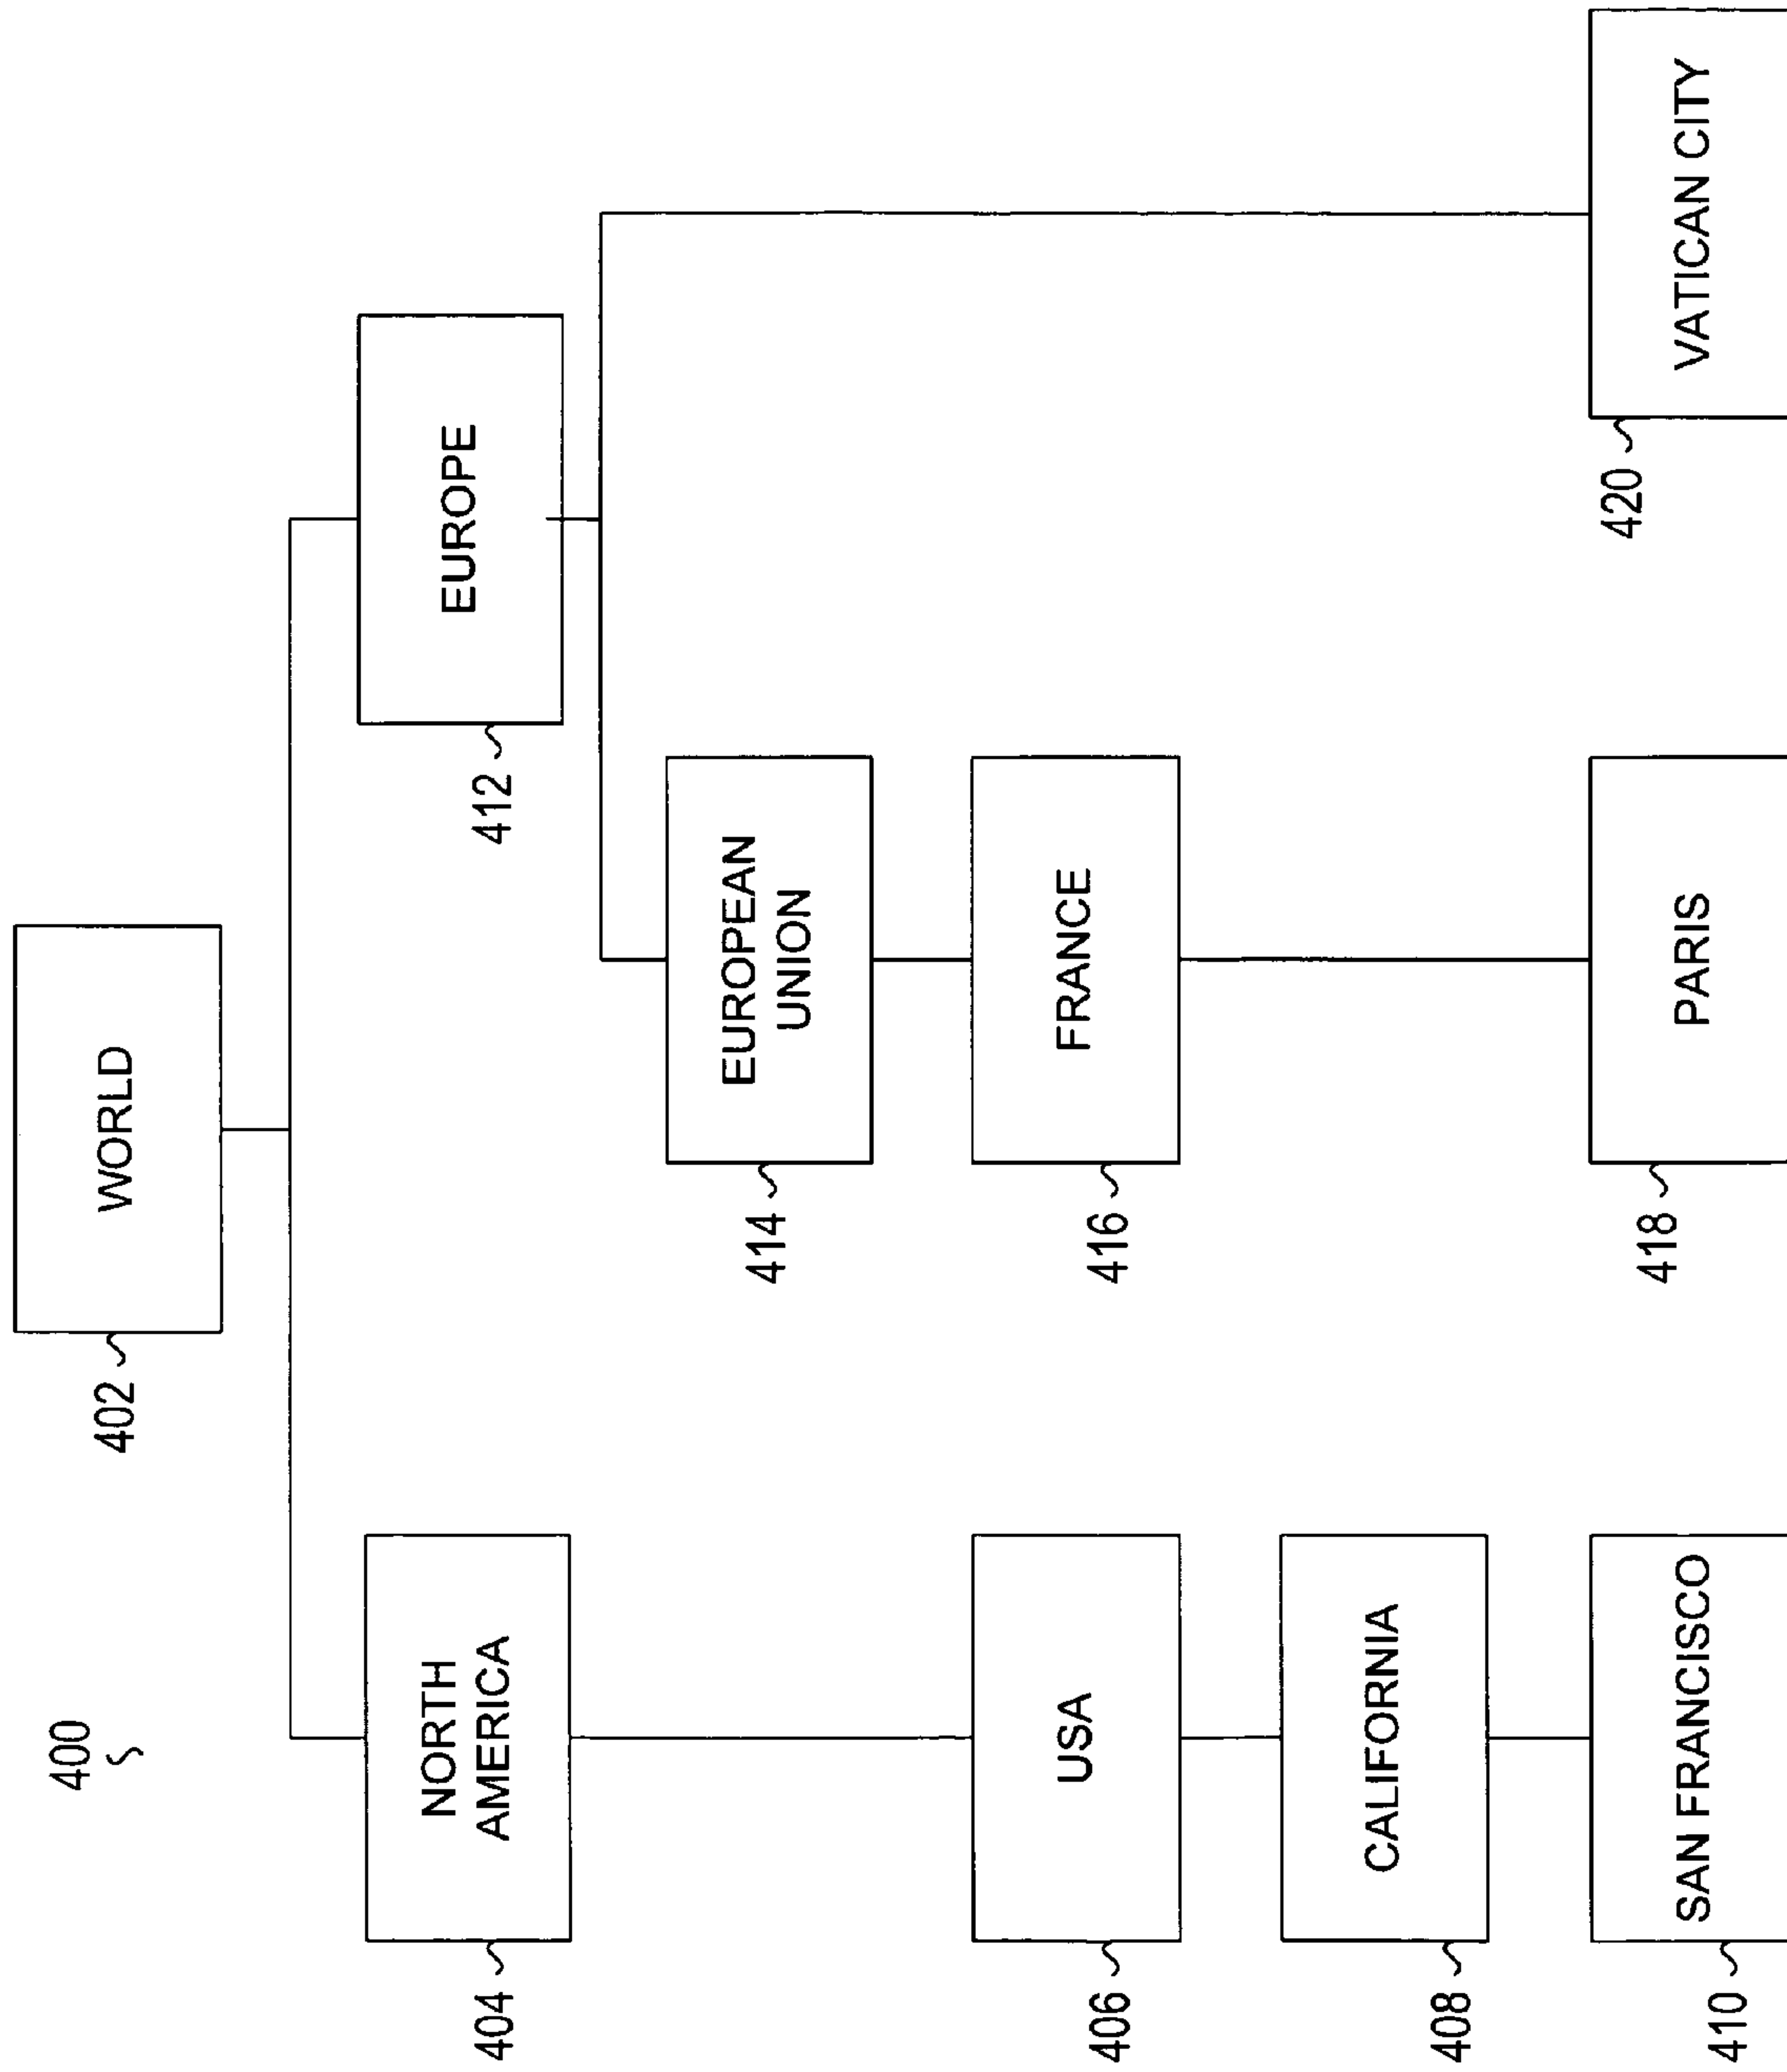 400
402
WORLD
404
NORTH
AMERICA
412
EUROPE
414
EUROPEAN
UNION
406
USA
416
FRANCE
408
CALIFORNIA
410
SAN FRANCISCO
418
PARIS
420
VATICAN CITY